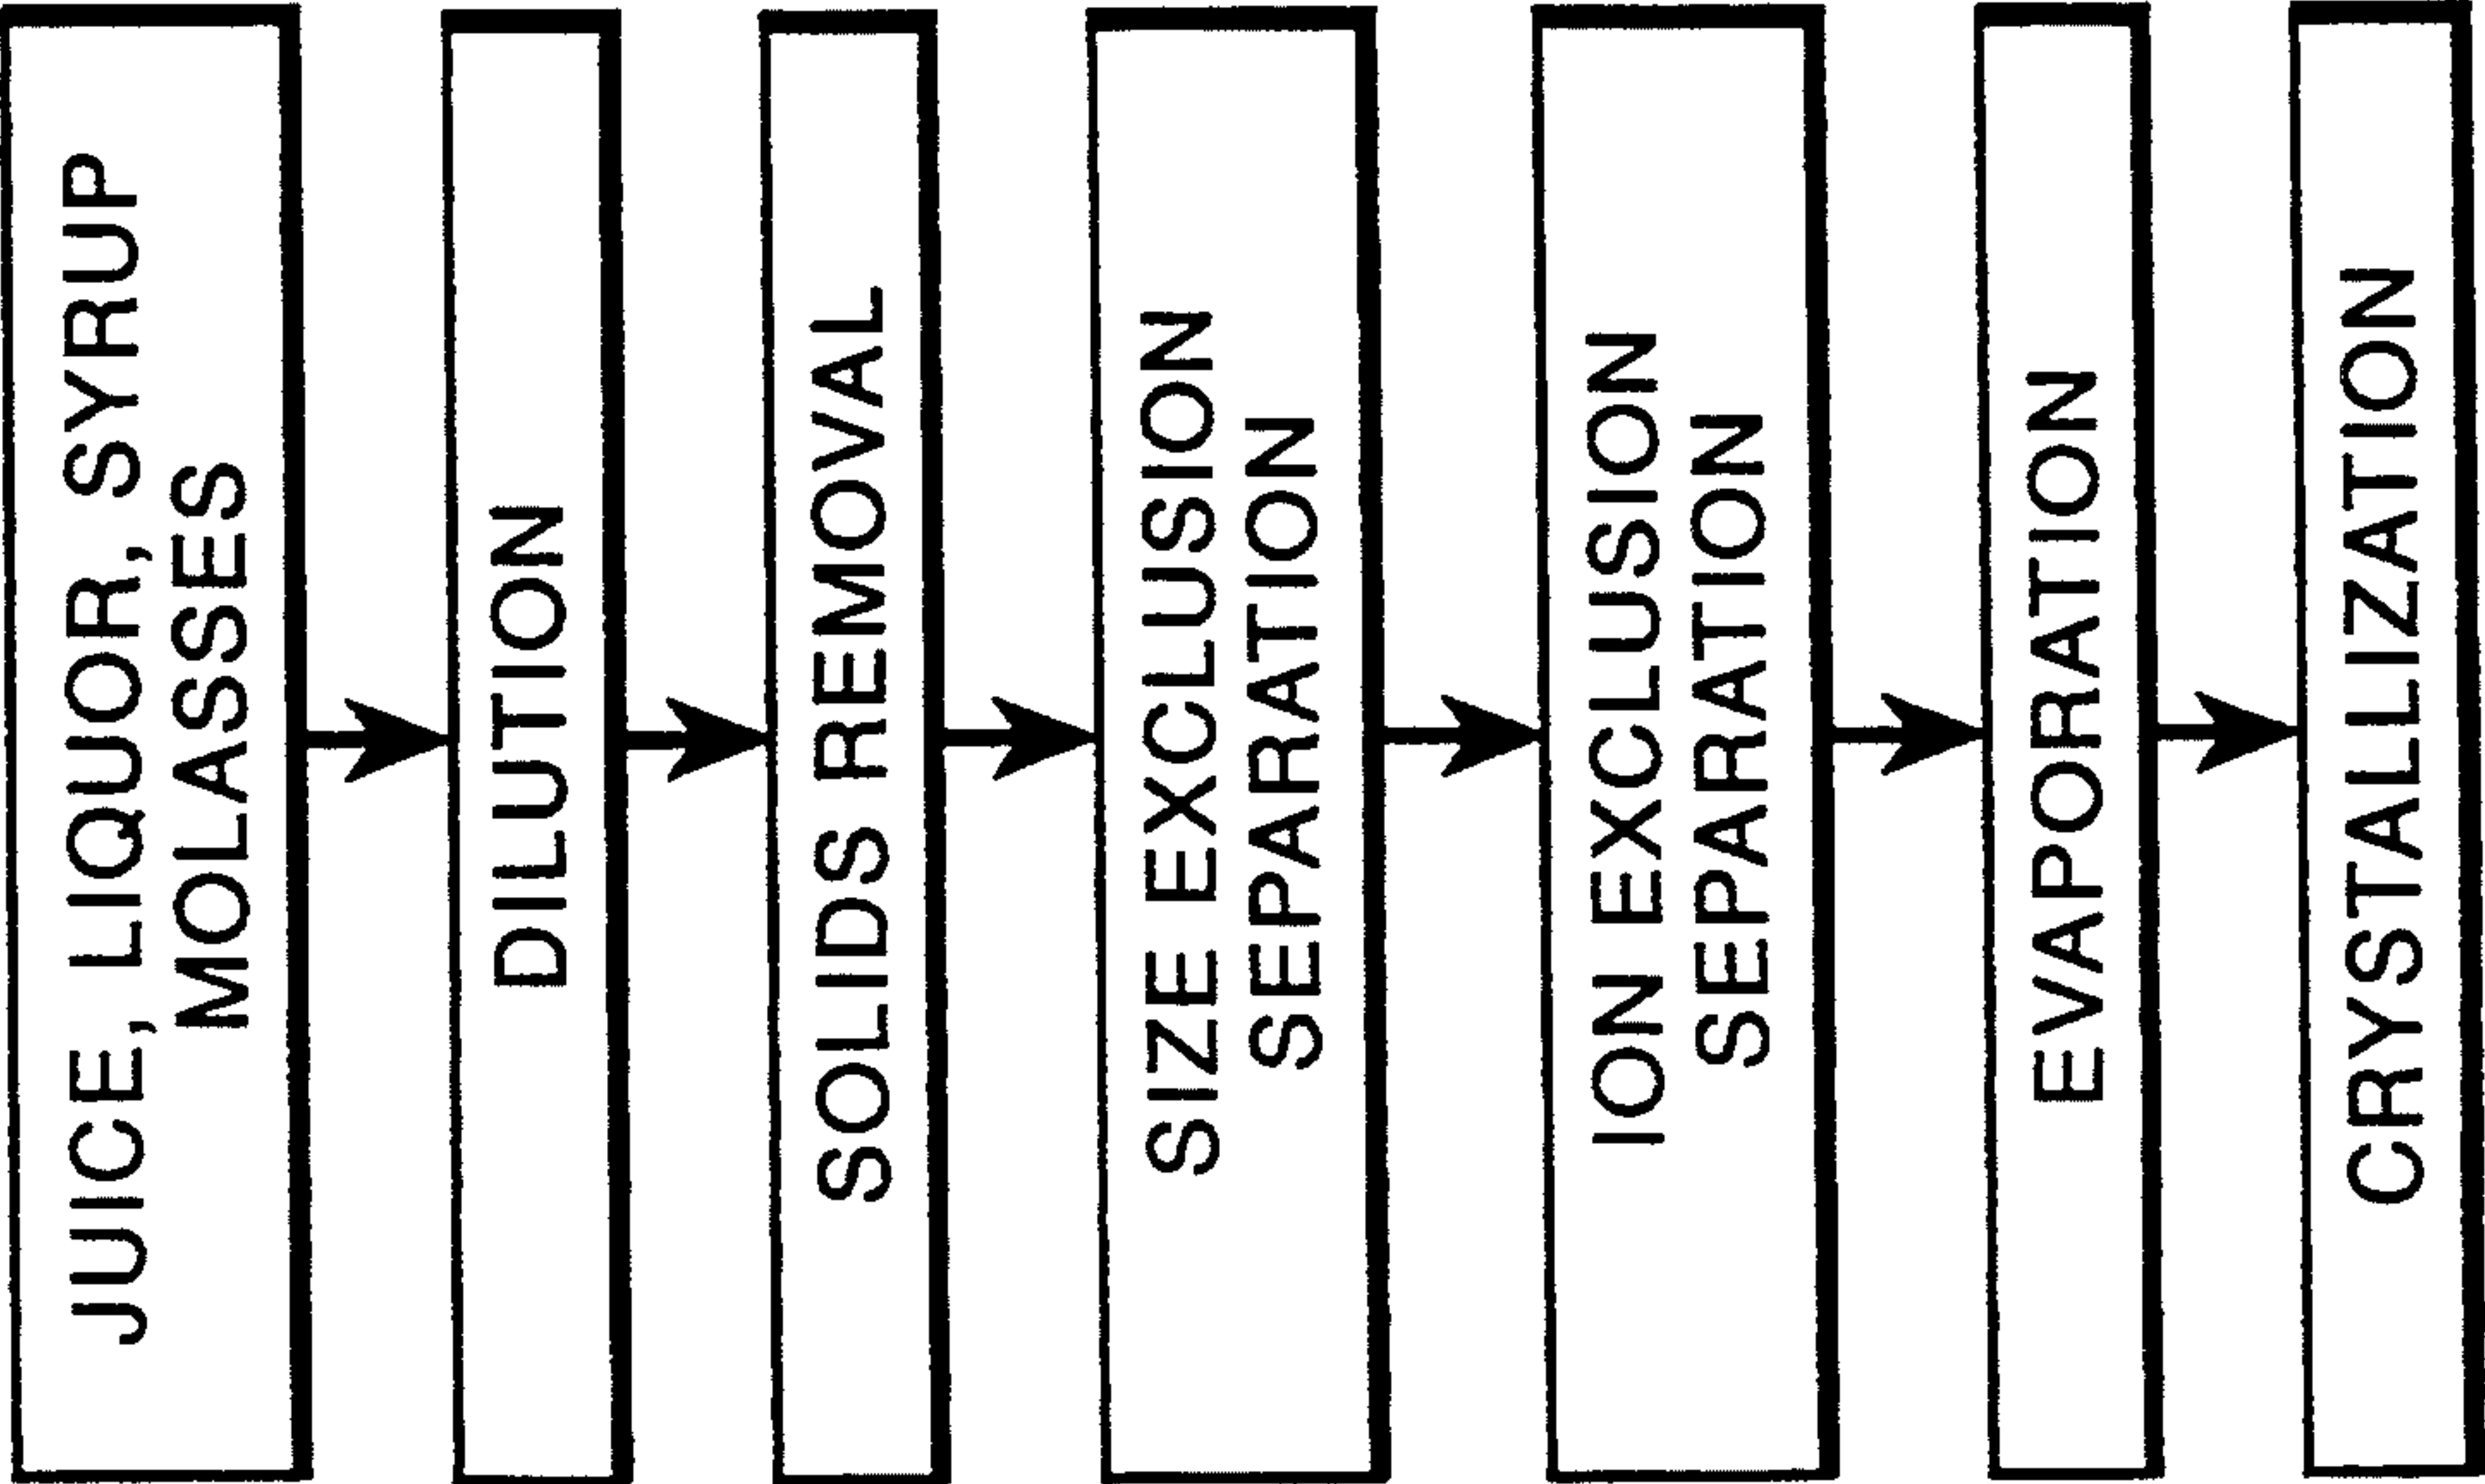 JUICE, LIQUOR, SYRUP
MOLASSES
DILUTION
SOLIDS REMOVAL
SIZE EXCLUSION
SEPARATION
ION EXCLUSION
SEPARATION
EVAPORATION
CRYSTALLIZATION